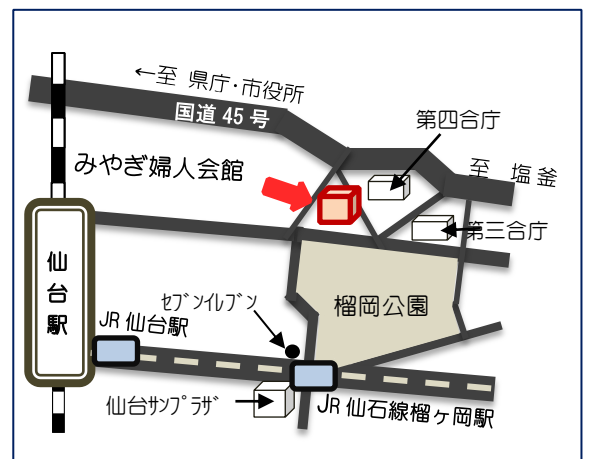 ←至 県庁・市役所
国道 45 号
第四合庁
みやぎ婦人会館
至 塩釜
第三合庁
仙台駅
榴岡公園
ｾﾌﾞﾝｲﾚﾌﾞﾝ
JR 仙台駅
仙台ｻﾝﾌﾟﾗｻﾞ
JR 仙石線榴ヶ岡駅